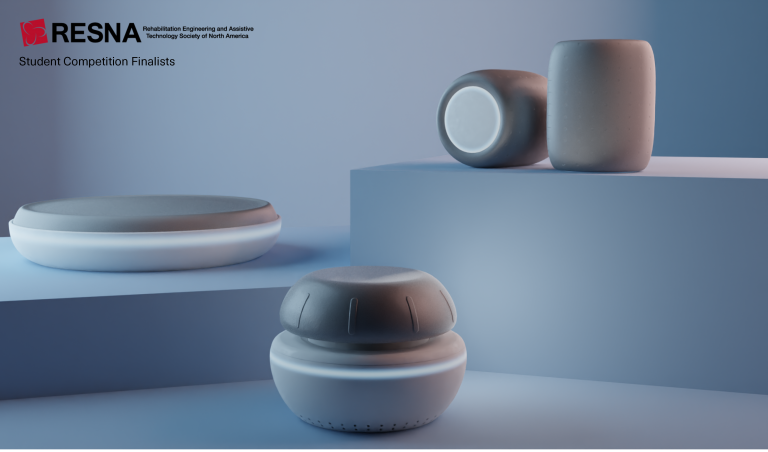 RESNA
Rehabilitation Engineering and Assistive
Technology Society of North America
Student Competition Finalists